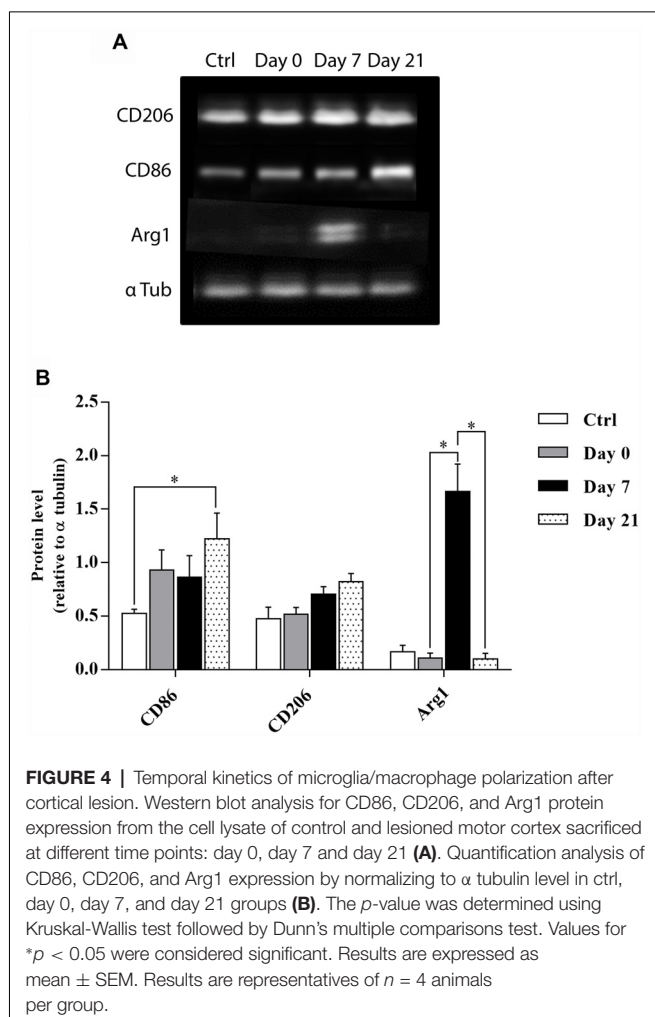 A
Ctrl Day 0 Day 7 Day 21
CD206
CD86
Arg1
α Tub
B
Protein level
(relative to α tubulin)
2.5
2.0
1.5
1.0
0.5
0.0
*
*
*
Ctrl
Day 0
Day 7
Day 21
CD86
CD206
Arg1
FIGURE 4 | Temporal kinetics of microglia/macrophage polarization after
cortical lesion. Western blot analysis for CD86, CD206, and Arg1 protein
expression from the cell lysate of control and lesioned motor cortex sacrificed
at different time points: day 0, day 7 and day 21 (A). Quantification analysis of
CD86, CD206, and Arg1 expression by normalizing to α tubulin level in ctrl,
day 0, day 7, and day 21 groups (B). The p-value was determined using
Kruskal-Wallis test followed by Dunn's multiple comparisons test. Values for
*p < 0.05 were considered significant. Results are expressed as
mean ± SEM. Results are representatives of n = 4 animals
per group.